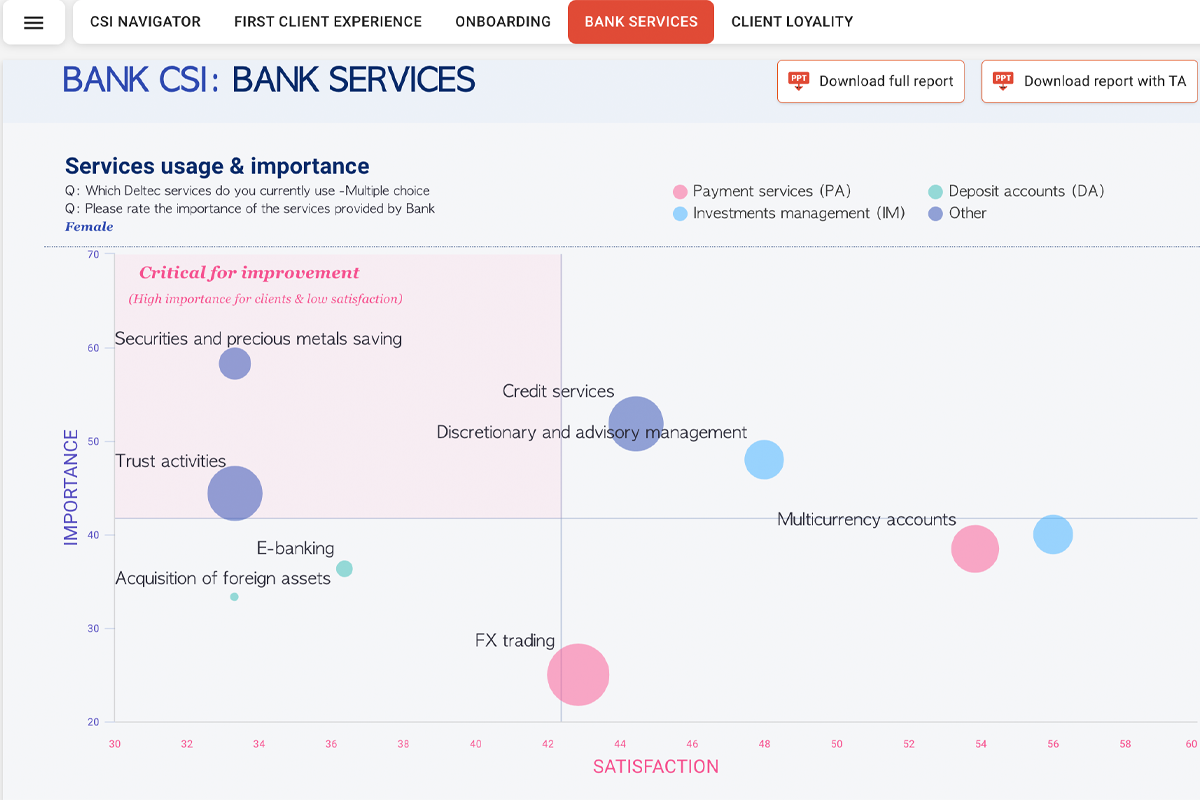 CSI NAVIGATOR FIRST CLIENT EXPERIENCE ONBOARDING BANK SERVICES CLIENT LOYALITY
BANK CSI: BANK SERVICES
PPT Download full report
PPT Download report with TA
Services usage & importance
Q: Which Deltec services do you currently use -Multiple choice
Q: Please rate the importance of the services provided by Bank
Female
Payment services (PA)
Deposit accounts (DA)
Investments management (IM)
Other
Critical for improvement
(High importance for clients & low satisfaction)
Securities and precious metals saving
Credit services
Discretionary and advisory management
Trust activities
Multicurrency accounts
E-banking
Acquisition of foreign assets
FX trading
IMPORTANCE
70
60
50
40
30
20
30 32 34 36 38 40 42 44 46 48 50 52 54 56 58 60
SATISFACTION